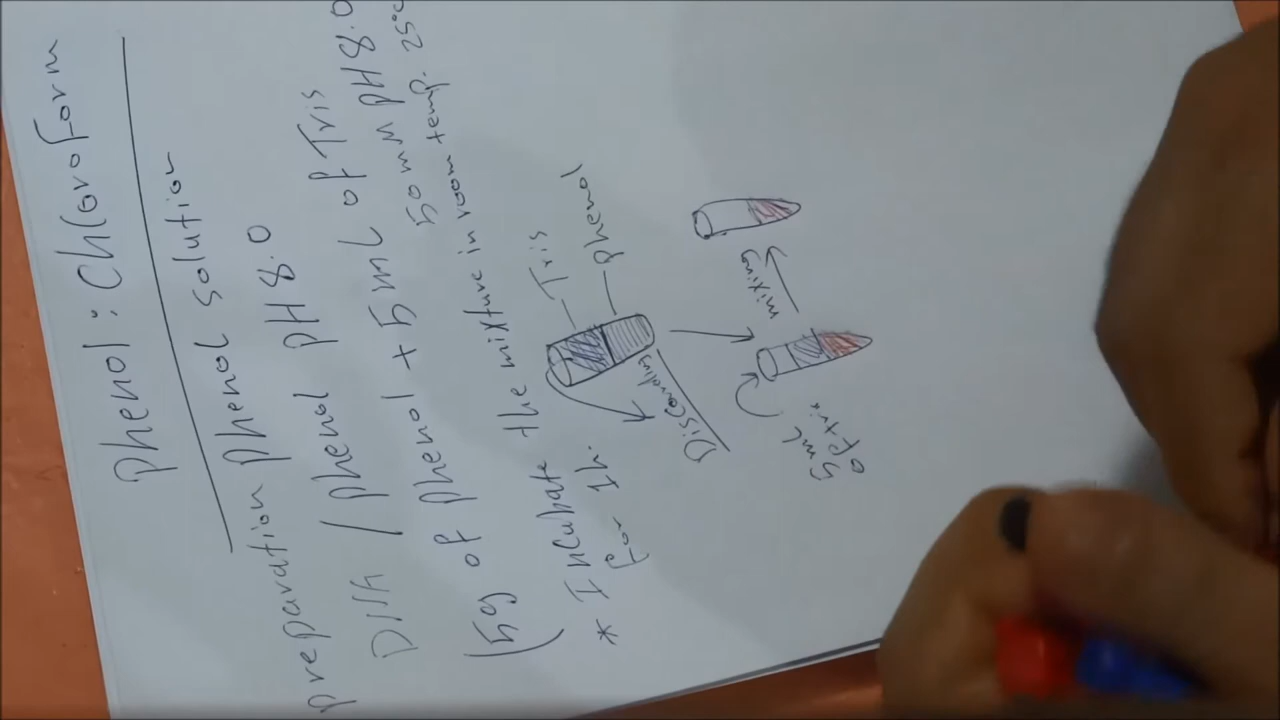 Phenol : Chloroform
preparation Phenol solution
DNA / Phenol PH 8.0
(5g of Phenol + 5 mL of Tris
50 mM PH 8.0
* Incubate the mixture in room temp. 25°C
For 1h.
Tris
Phenol
Discarding
mixing
5 mL
of tris